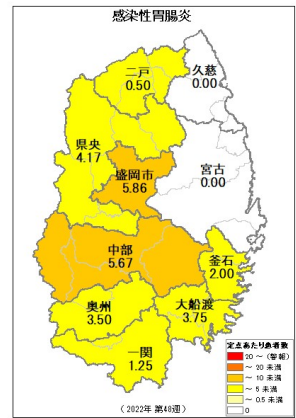 感染性胃腸炎
二戸
0.50
久慈
0.00
県央
4.17
盛岡市
5.86
宮古
0.00
中部
5.67
釜石
2.00
奥州
3.50
大船渡
3.75
一関
1.25
定点あたり患者数
20 ～ (警報)
～ 20 未満
～ 10 未満
～ 5 未満
～ 0.5 未満
0
（2022年 第48週）